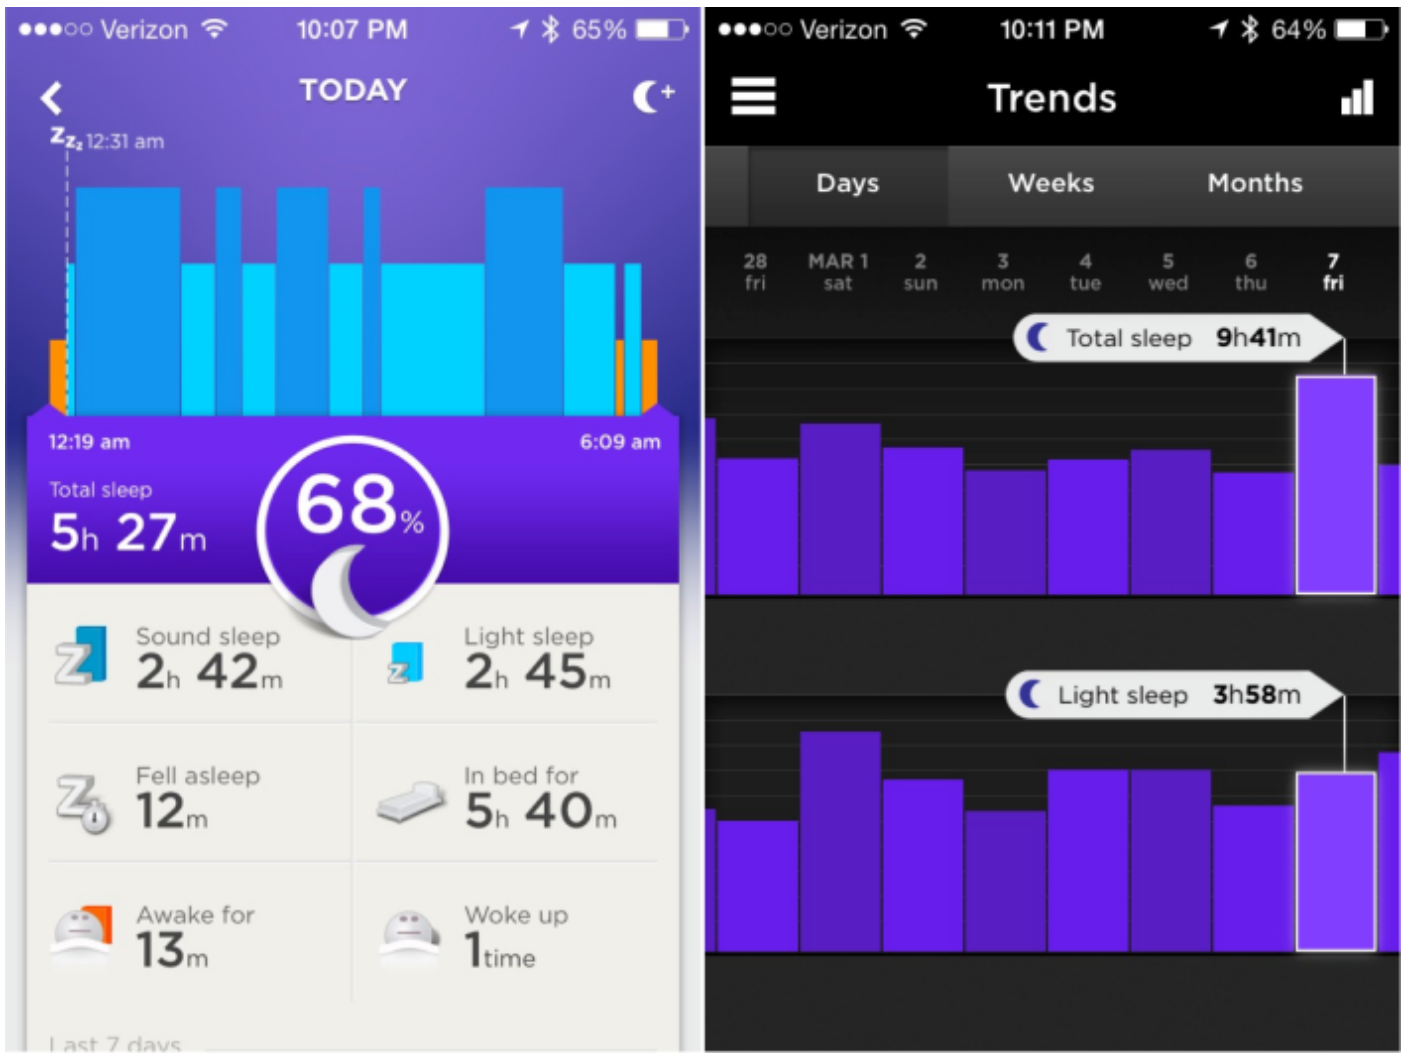 Verizon 10:07 PM 65%
TODAY
Zzz 12:31 am
12:19 am 6:09 am
Total sleep
5h 27m
68%
Sound sleep
2h 42m
Light sleep
2h 45m
Fell asleep
12m
In bed for
5h 40m
Awake for
13m
Woke up
1time
Last 7 days
Verizon 10:11 PM 64%
Trends
Days Weeks Months
28 MAR 1 2 3 4 5 6 7
fri sat sun mon tue wed thu fri
Total sleep 9h41m
Light sleep 3h58m